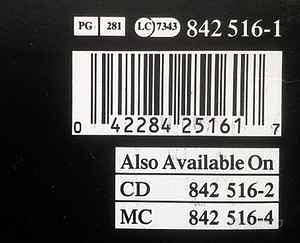 PG 281 LC 7343 842 516-1
0 42284 25161 7
Also Available On
CD 842 516-2
MC 842 516-4